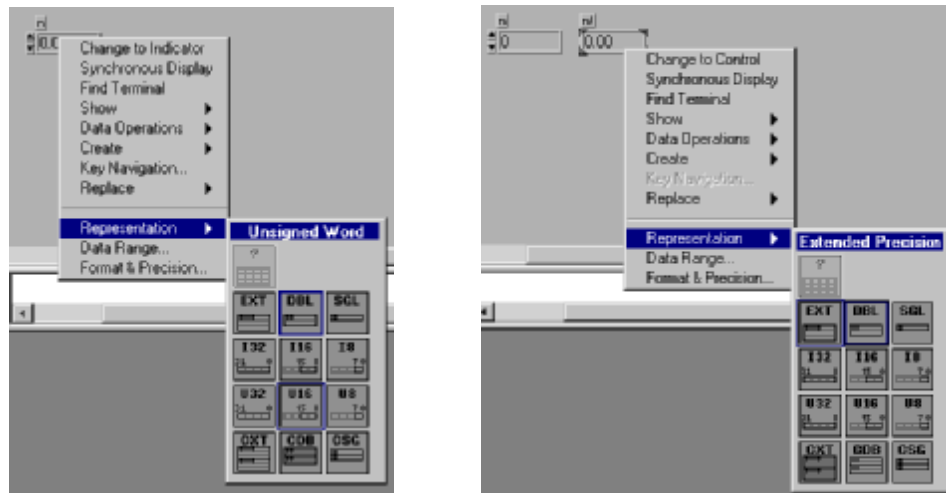 n
0.0
Change to Indicator
Synchronous Display
Find Terminal
Show
Data Operations
Create
Key Navigation...
Replace
Representation
Data Range...
Format & Precision...
Unsigned Word
?
EXT DBL SGL
I32 I16 I8
U32 U16 U8
CXT CDB CSG
n
0
n!
0.00
Change to Control
Synchronous Display
Find Terminal
Show
Data Operations
Create
Key Navigation...
Replace
Representation
Data Range...
Format & Precision...
Extended Precision
?
EXT DBL SGL
I32 I16 I8
U32 U16 U8
CXT CDB CSG